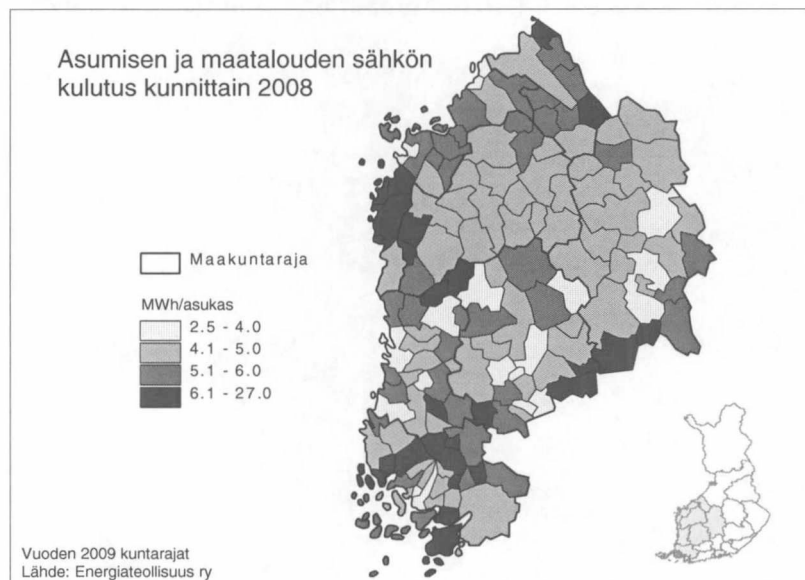 Asumisen ja maatalouden sähkön
kulutus kunnittain 2008
Maakuntaraja
MWh/asukas
2.5 - 4.0
4.1 - 5.0
5.1 - 6.0
6.1 - 27.0
Vuoden 2009 kuntarajat
Lähde: Energiateollisuus ry